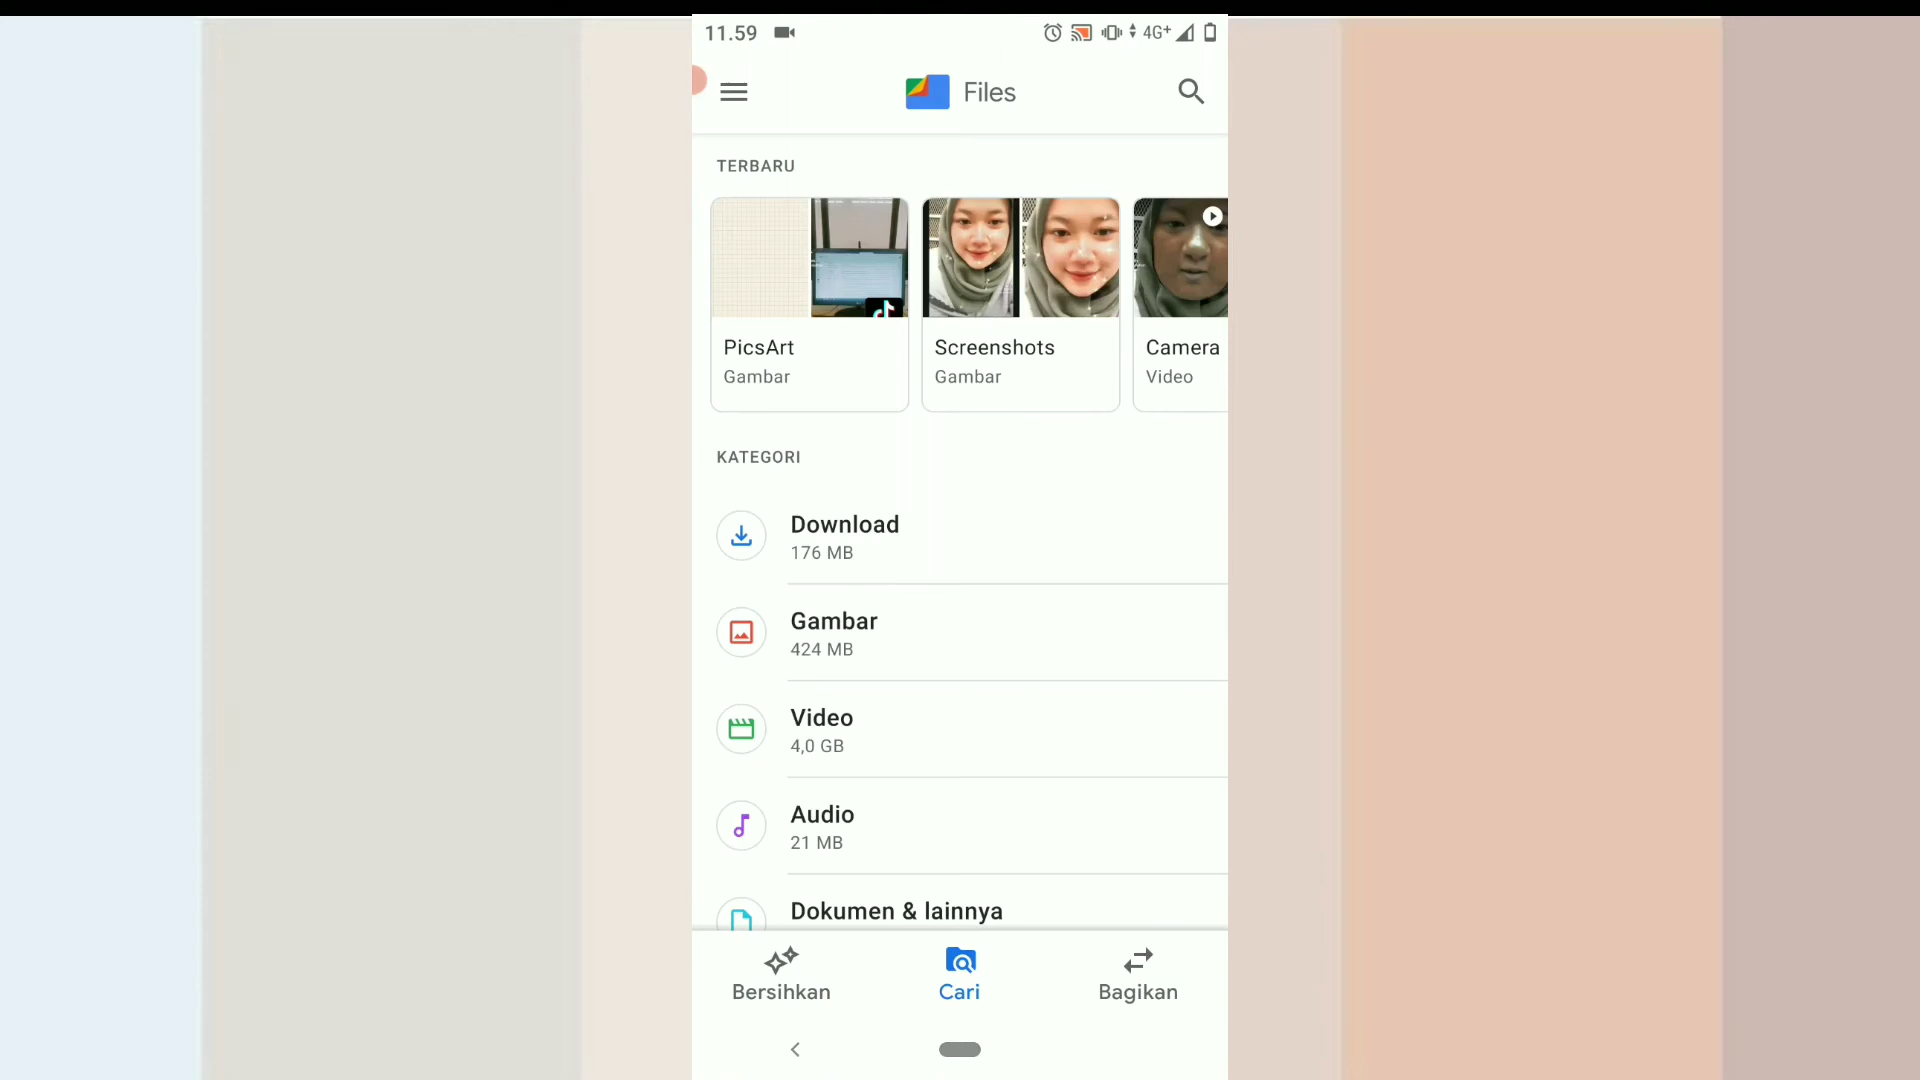 11.59
4G+
Files
TERBARU
PicsArt
Gambar
Screenshots
Gambar
Camera
Video
KATEGORI
Download
176 MB
Gambar
424 MB
Video
4,0 GB
Audio
21 MB
Dokumen & lainnya
Bersihkan
Cari
Bagikan